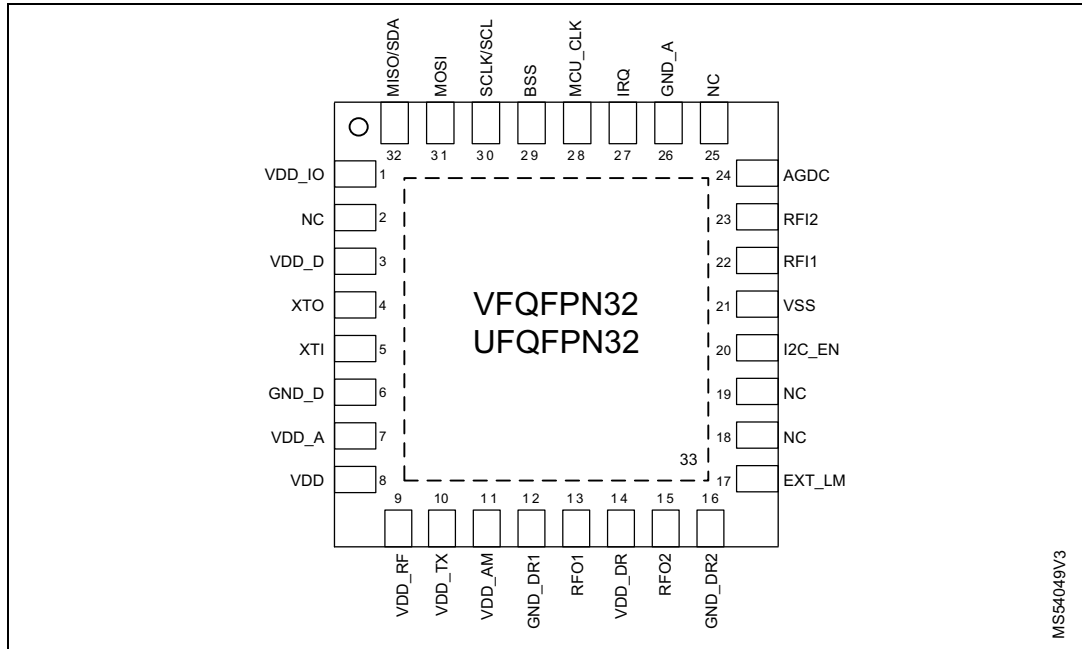 MISO/SDA
MOSI
SCLK/SCL
BSS
MCU_CLK
IRQ
GND_A
NC
32
31
30
29
28
27
26
25
VDD_IO 1
NC 2
VDD_D 3
XTO 4
XTI 5
GND_D 6
VDD_A 7
VDD 8
24 AGDC
23 RFI2
22 RFI1
21 VSS
20 I2C_EN
19 NC
18 NC
17 EXT_LM
VFQFPN32
UFQFPN32
33
9
10
11
12
13
14
15
16
VDD_RF
VDD_TX
VDD_AM
GND_DR1
RFO1
VDD_DR
RFO2
GND_DR2
MS54049V3